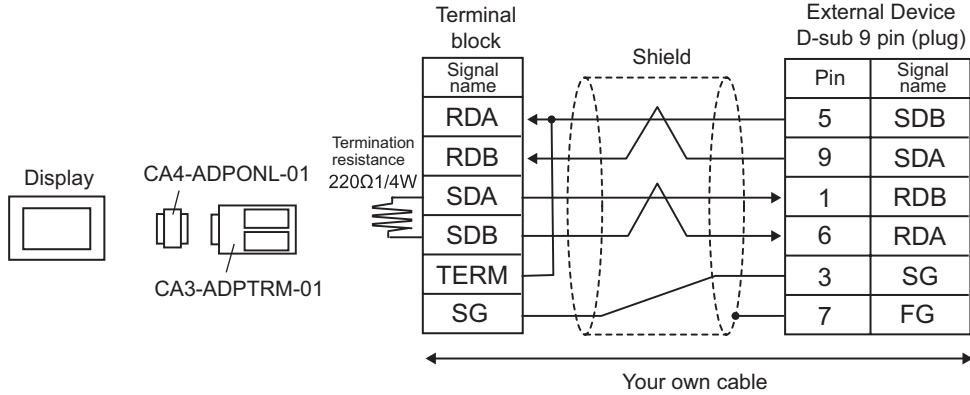 Terminal
block
External Device
D-sub 9 pin (plug)
Shield
Signal
name
Pin
Signal
name
RDA
5
SDB
Termination
resistance
220Ω1/4W
RDB
9
SDA
Display
CA4-ADPONL-01
SDA
1
RDB
SDB
6
RDA
CA3-ADPTRM-01
TERM
3
SG
SG
7
FG
Your own cable